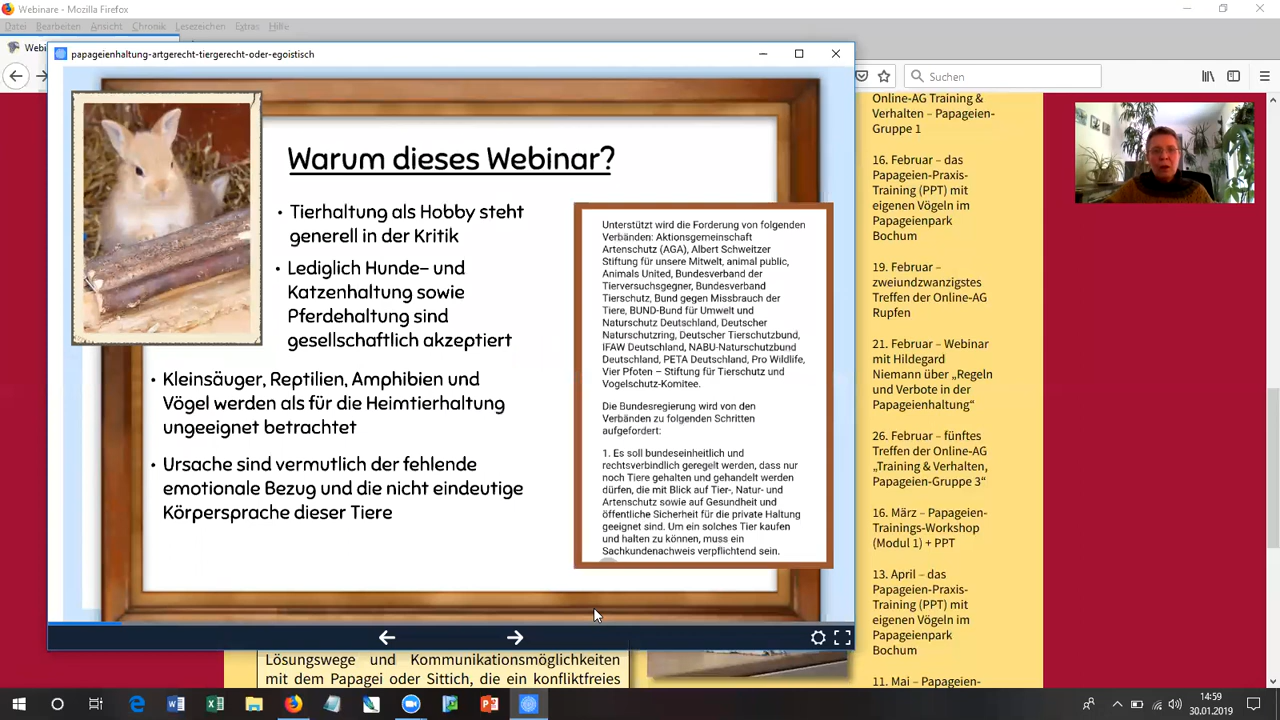 Webinare - Mozilla Firefox
Datei Bearbeiten Ansicht Chronik Lesezeichen Extras Hilfe
Webi
papageienhaltung-artgerecht-tiergerecht-oder-egoistisch
Suchen
Warum dieses Webinar?
• Tierhaltung als Hobby steht
generell in der Kritik
• Lediglich Hunde- und
Katzenhaltung sowie
Pferdehaltung sind
gesellschaftlich akzeptiert
• Kleinsäuger, Reptilien, Amphibien und
Vögel werden als für die Heimtierhaltung
ungeeignet betrachtet
• Ursache sind vermutlich der fehlende
emotionale Bezug und die nicht eindeutige
Körpersprache dieser Tiere
Unterstützt wird die Forderung von folgenden
Verbänden: Aktionsgemeinschaft
Artenschutz (AGA), Albert Schweitzer
Stiftung für unsere Mitwelt, animal public,
Animals United, Bundesverband der
Tierversuchsgegner, Bundesverband
Tierschutz, Bund gegen Missbrauch der
Tiere, BUND-Bund für Umwelt und
Naturschutz Deutschland, Deutscher
Naturschutzring, Deutscher Tierschutzbund,
IFAW Deutschland, NABU-Naturschutzbund
Deutschland, PETA Deutschland, Pro Wildlife,
Vier Pfoten – Stiftung für Tierschutz und
Vogelschutz-Komitee.
Die Bundesregierung wird von den
Verbänden zu folgenden Schritten
aufgefordert:
1. Es soll bundeseinheitlich und
rechtsverbindlich geregelt werden, dass nur
noch Tiere gehalten und gehandelt werden
dürfen, die mit Blick auf Tier-, Natur- und
Artenschutz sowie auf Gesundheit und
öffentliche Sicherheit für die private Haltung
geeignet sind. Um ein solches Tier kaufen
und halten zu können, muss ein
Sachkundenachweis verpflichtend sein.
Online-AG Training &
Verhalten – Papageien-
Gruppe 1
16. Februar – das
Papageien-Praxis-
Training (PPT) mit
eigenen Vögeln im
Papageienpark
Bochum
19. Februar –
zweiundzwanzigstes
Treffen der Online-AG
Rupfen
21. Februar – Webinar
mit Hildegard
Niemann über „Regeln
und Verbote in der
Papageienhaltung“
26. Februar – fünftes
Treffen der Online-AG
„Training & Verhalten,
Papageien-Gruppe 3“
16. März – Papageien-
Trainings-Workshop
(Modul 1) + PPT
13. April – das
Papageien-Praxis-
Training (PPT) mit
eigenen Vögeln im
Papageienpark
Bochum
11. Mai – Papageien-
Lösungswege und Kommunikationsmöglichkeiten
mit dem Papagei oder Sittich, die ein konfliktfreies
14:59
30.01.2019